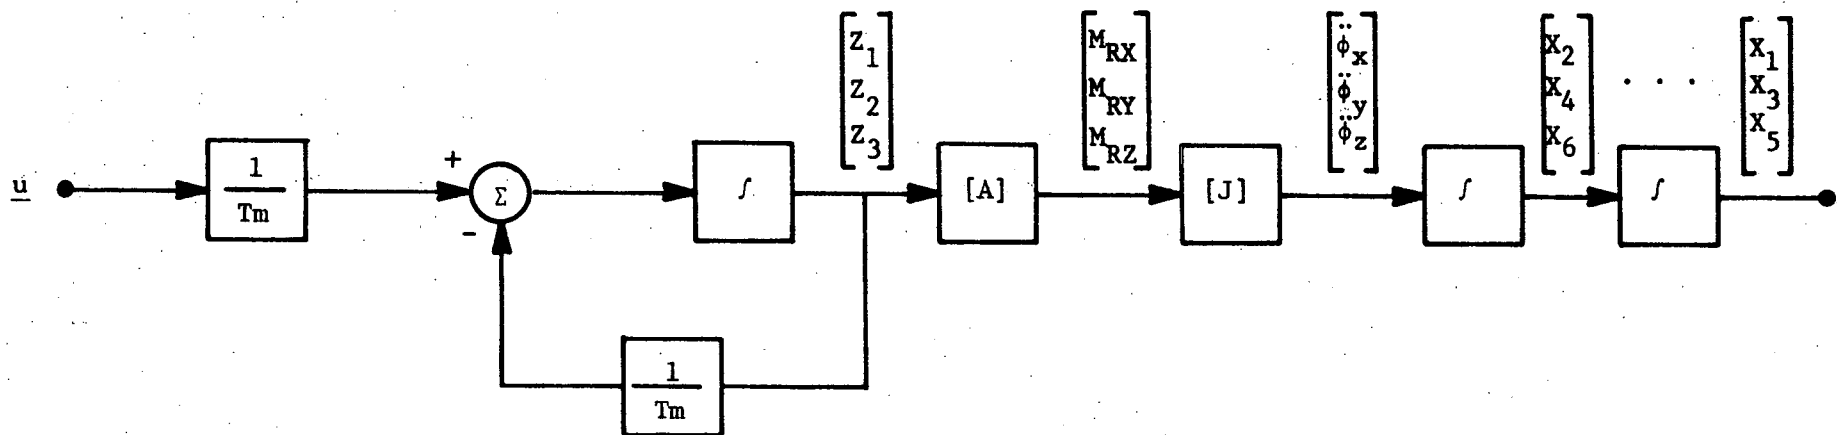 u
1
Tm
+
-
Σ
∫
1
Tm
Z1
Z2
Z3
[A]
MRX
MRY
MRZ
[J]
ϕ̈x
ϕ̈y
ϕ̈z
∫
X2
X4
X6
. . .
∫
X1
X3
X5